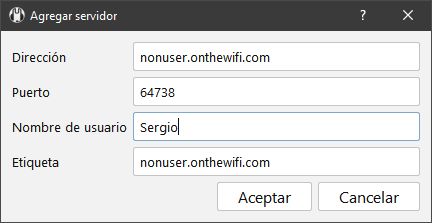 Agregar servidor
Dirección nonuser.onthewifi.com
Puerto 64738
Nombre de usuario Sergio
Etiqueta nonuser.onthewifi.com
Aceptar Cancelar